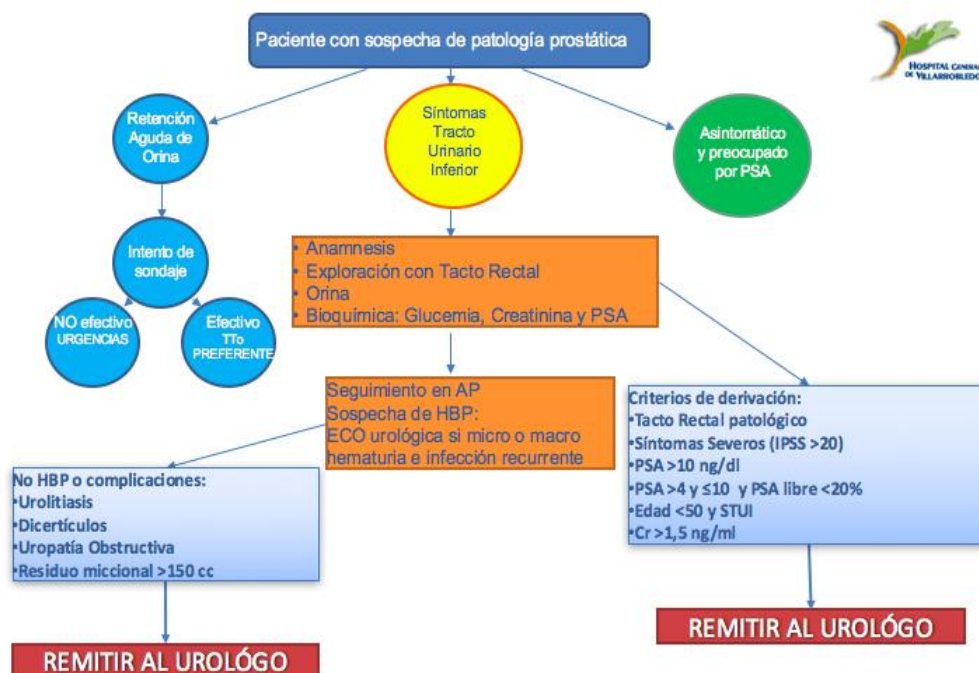 Paciente con sospecha de patología prostática
HOSPITAL GENERAL
DE VILLARROBLEDO
Retención
Aguda de
Orina
Síntomas
Tracto
Urinario
Inferior
Asintomático
y preocupado
por PSA
Intento de
sondaje
NO efectivo
URGENCIAS
Efectivo
TTo
PREFERENTE
• Anamnesis
• Exploración con Tacto Rectal
• Orina
• Bioquímica: Glucemia, Creatinina y PSA
Seguimiento en AP
Sospecha de HBP:
ECO urológica si micro o macro
hematuria e infección recurrente
No HBP o complicaciones:
•Urolitiasis
•Dicertículos
•Uropatía Obstructiva
•Residuo miccional >150 cc
Criterios de derivación:
•Tacto Rectal patológico
•Síntomas Severos (IPSS >20)
•PSA >10 ng/dl
•PSA >4 y ≤10 y PSA libre <20%
•Edad <50 y STUI
•Cr >1,5 ng/ml
REMITIR AL UROLÓGO
REMITIR AL UROLÓGO